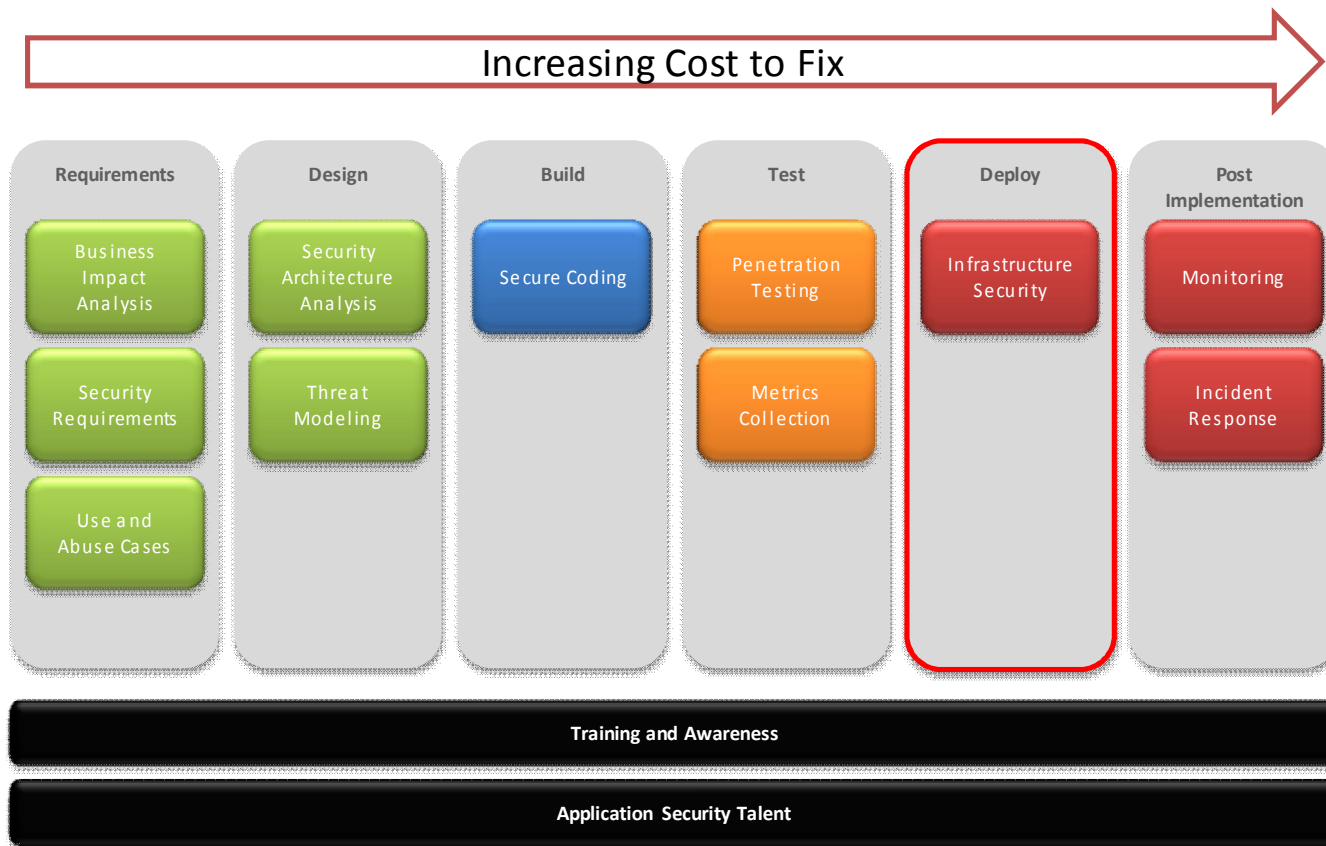 Increasing Cost to Fix
Requirements
Business
Impact
Analysis
Security
Requirements
Use and
Abuse Cases
Design
Security
Architecture
Analysis
Threat
Modeling
Build
Secure Coding
Test
Penetration
Testing
Metrics
Collection
Deploy
Infrastructure
Security
Post
Implementation
Monitoring
Incident
Response
Training and Awareness
Application Security Talent